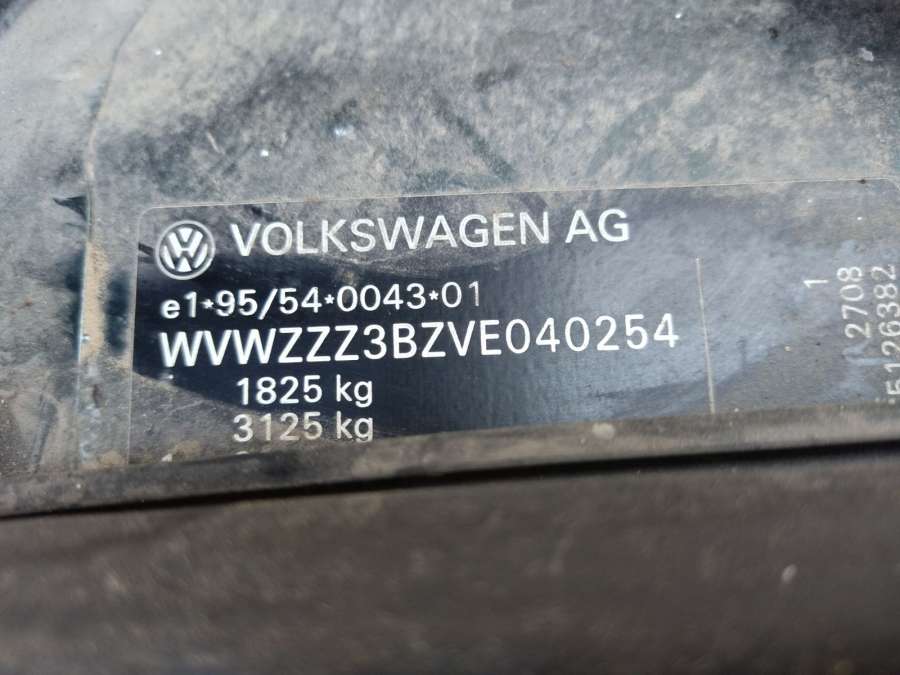 VOLKSWAGEN AG
e1*95/54*0043*01
WVWZZZ3BZVE040254
1825 kg
3125 kg
1
2708
5126382